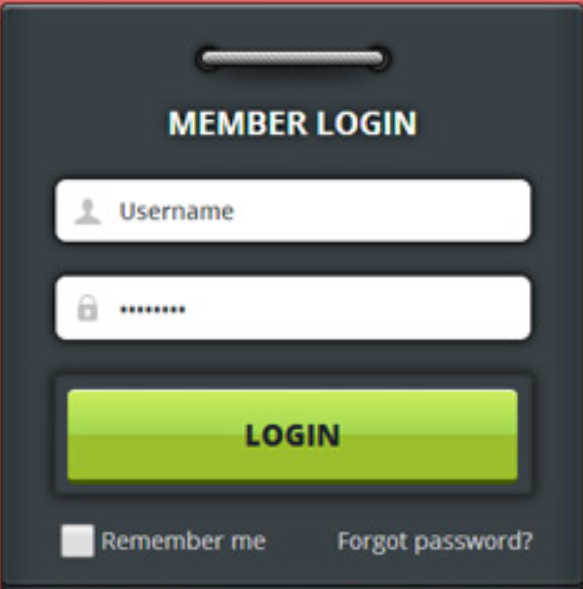 MEMBER LOGIN
Username
••••••••
LOGIN
Remember me
Forgot password?